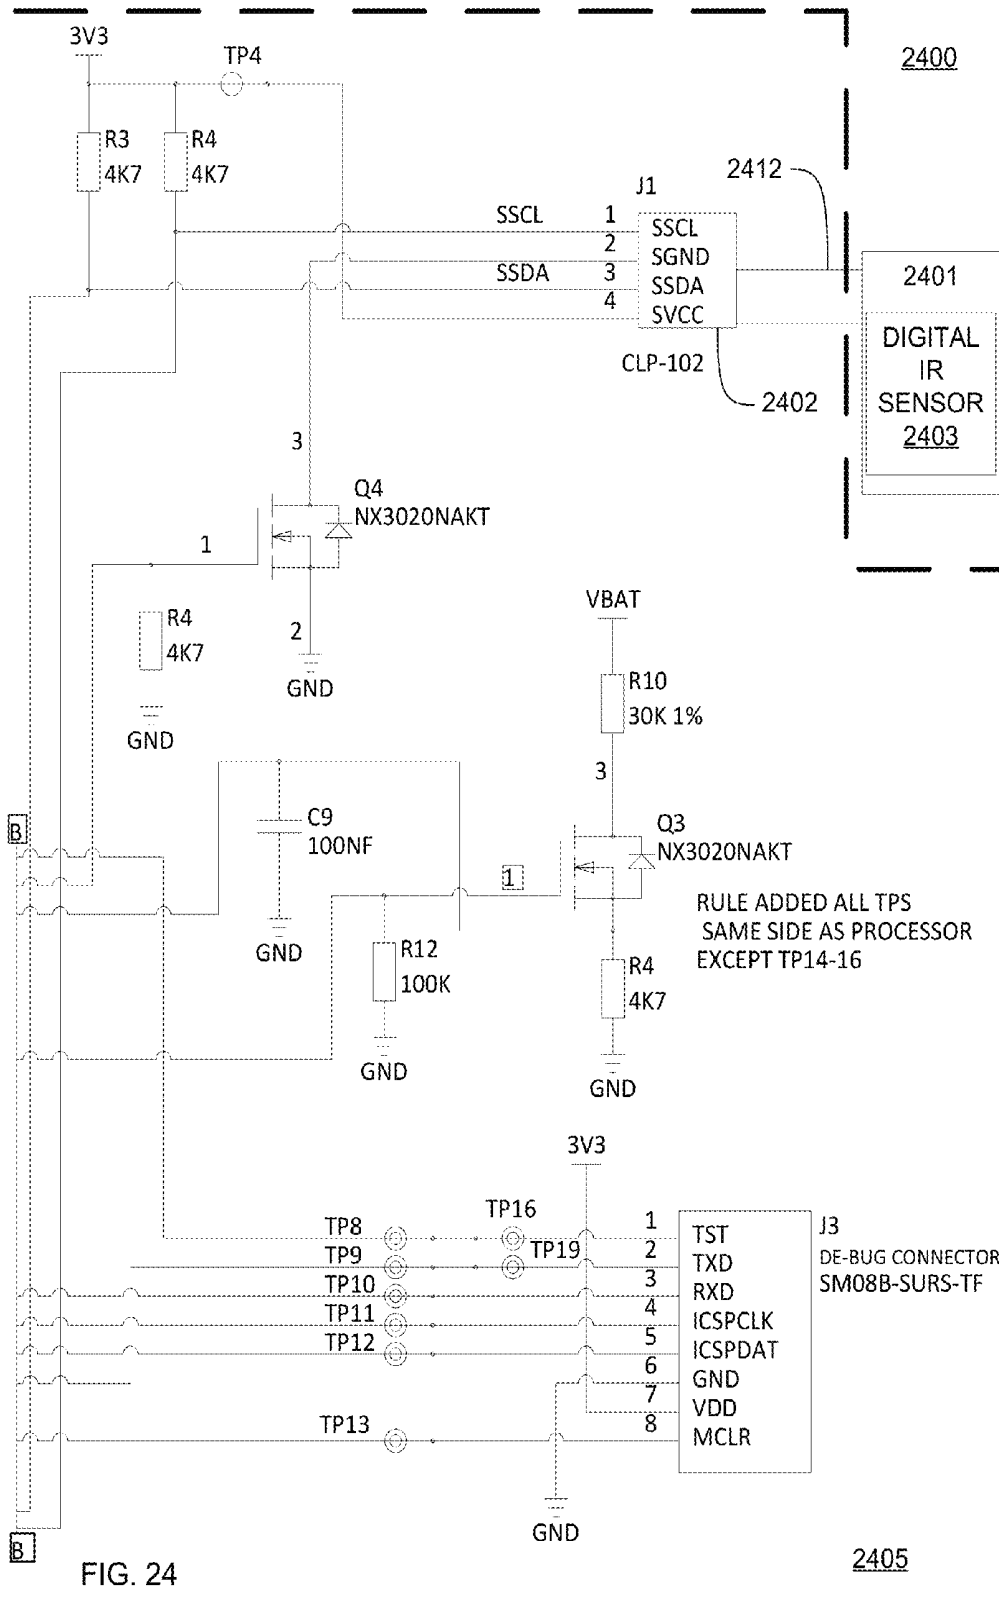 3V3
TP4
2400
R3
4K7
R4
4K7
2412
J1
SSCL
1
SSCL
2
SGND
SSDA
3
SSDA
4
SVCC
2401
CLP-102
2402
DIGITAL
IR
SENSOR
2403
3
Q4
NX3020NAKT
1
R4
4K7
2
GND
GND
VBAT
R10
30K 1%
3
B
C9
100NF
Q3
NX3020NAKT
1
RULE ADDED ALL TPS
SAME SIDE AS PROCESSOR
EXCEPT TP14-16
GND
R12
100K
R4
4K7
GND
GND
3V3
TP8
TP16
1
TST
J3
TP9
TP19
2
TXD
DE-BUG CONNECTOR
TP10
3
RXD
SM08B-SURS-TF
TP11
4
ICSPCLK
TP12
5
ICSPDAT
6
GND
7
VDD
TP13
8
MCLR
GND
B
FIG. 24
2405